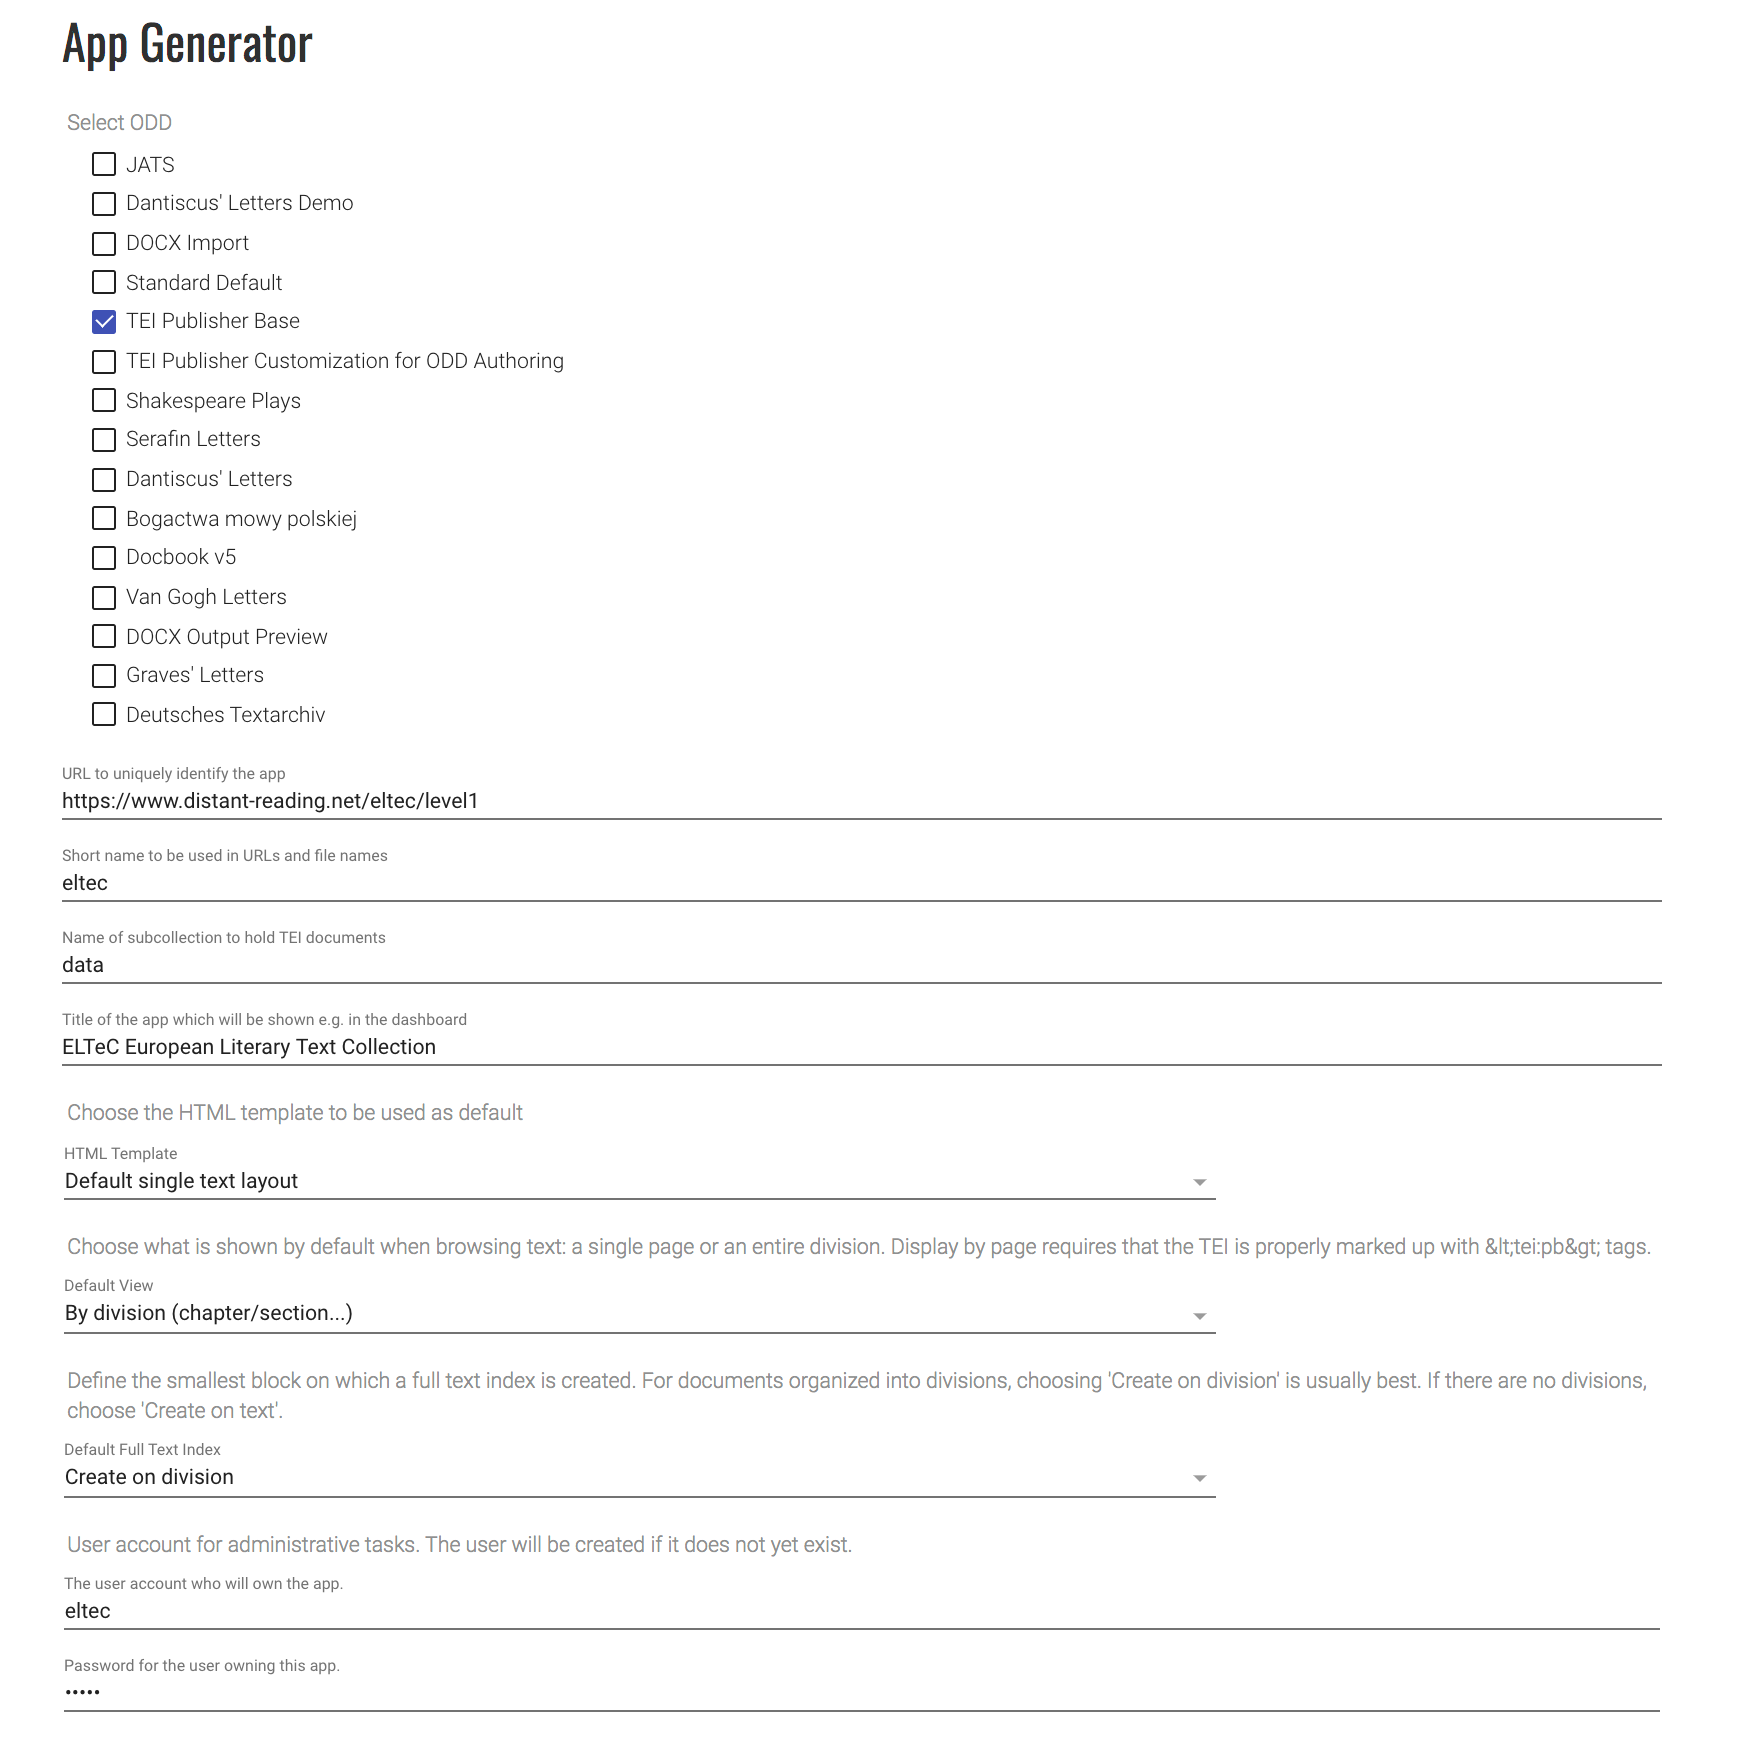 App Generator
Select ODD
JATS
Dantiscus' Letters Demo
DOCX Import
Standard Default
TEI Publisher Base
TEI Publisher Customization for ODD Authoring
Shakespeare Plays
Serafin Letters
Dantiscus' Letters
Bogactwa mowy polskiej
Docbook v5
Van Gogh Letters
DOCX Output Preview
Graves' Letters
Deutsches Textarchiv
URL to uniquely identify the app
https://www.distant-reading.net/eltec/level1
Short name to be used in URLs and file names
eltec
Name of subcollection to hold TEI documents
data
Title of the app which will be shown e.g. in the dashboard
ELTeC European Literary Text Collection
Choose the HTML template to be used as default
HTML Template
Default single text layout
Choose what is shown by default when browsing text: a single page or an entire division. Display by page requires that the TEI is properly marked up with &lt;tei:pb&gt; tags.
Default View
By division (chapter/section...)
Define the smallest block on which a full text index is created. For documents organized into divisions, choosing 'Create on division' is usually best. If there are no divisions,
choose 'Create on text'.
Default Full Text Index
Create on division
User account for administrative tasks. The user will be created if it does not yet exist.
The user account who will own the app.
eltec
Password for the user owning this app.
•••••